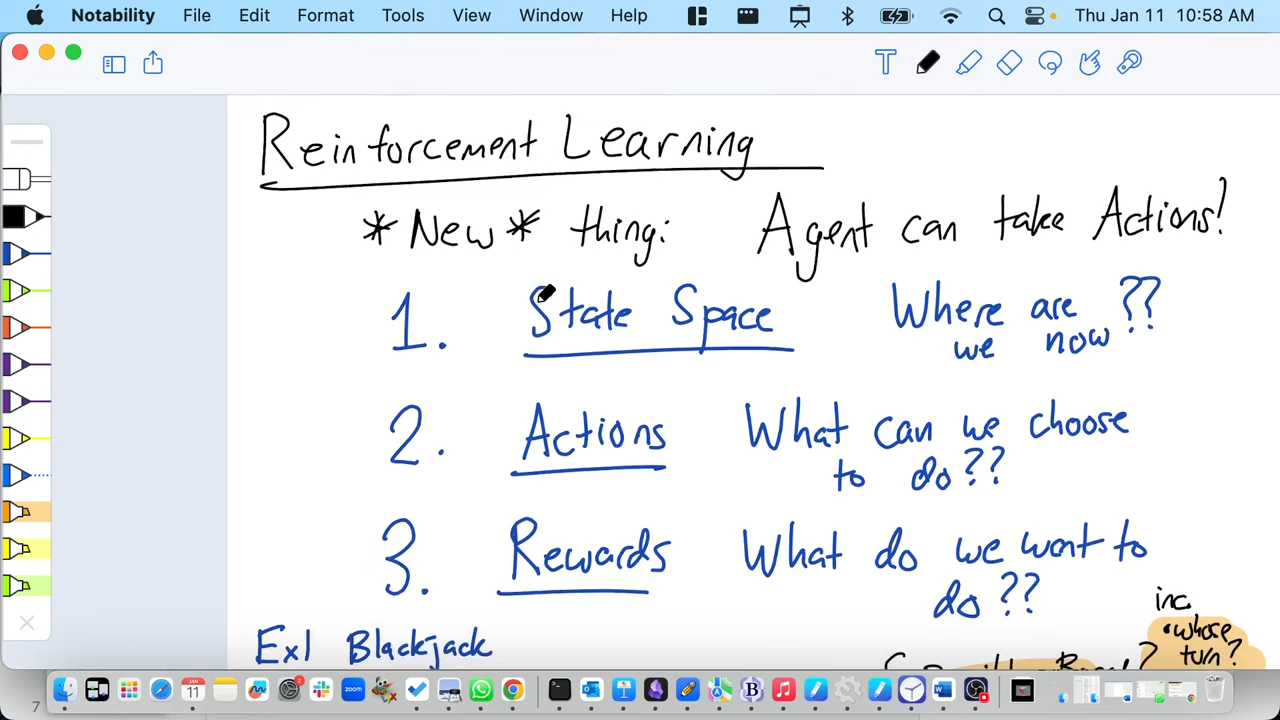 Notability File Edit Format Tools View Window Help Thu Jan 11 10:58 AM
Reinforcement Learning
*New* thing: Agent can take Actions!
1. State Space Where are we now ??
2. Actions What can we choose
to do??
3. Rewards What do we want to
do??
inc.
•whose
turn?
Ex1 Blackjack
7